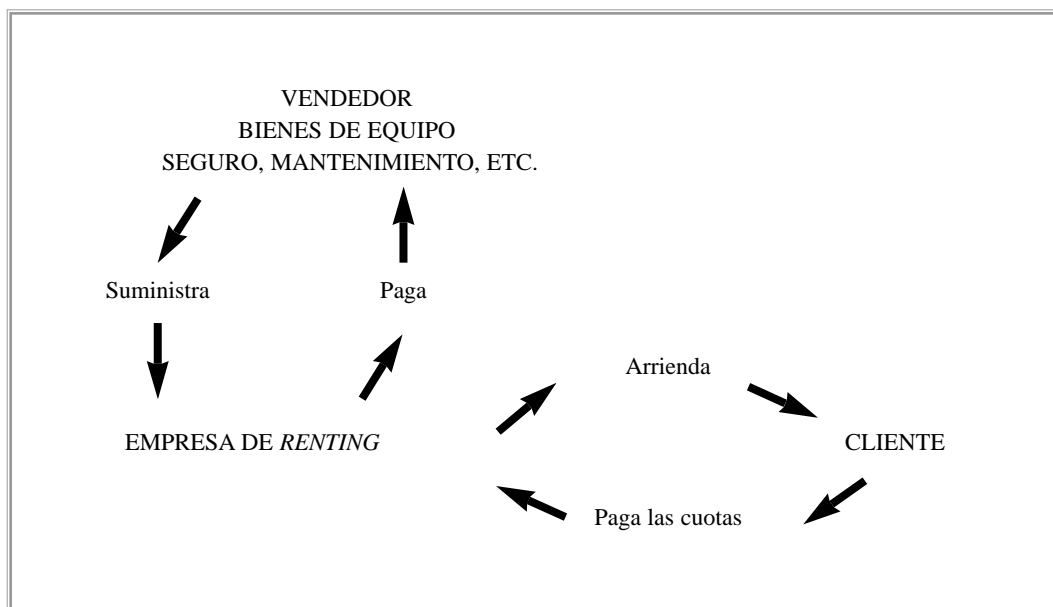 VENDEDOR
BIENES DE EQUIPO
SEGURO, MANTENIMIENTO, ETC.
Suministra
Paga
Arrienda
EMPRESA DE RENTING
CLIENTE
Paga las cuotas